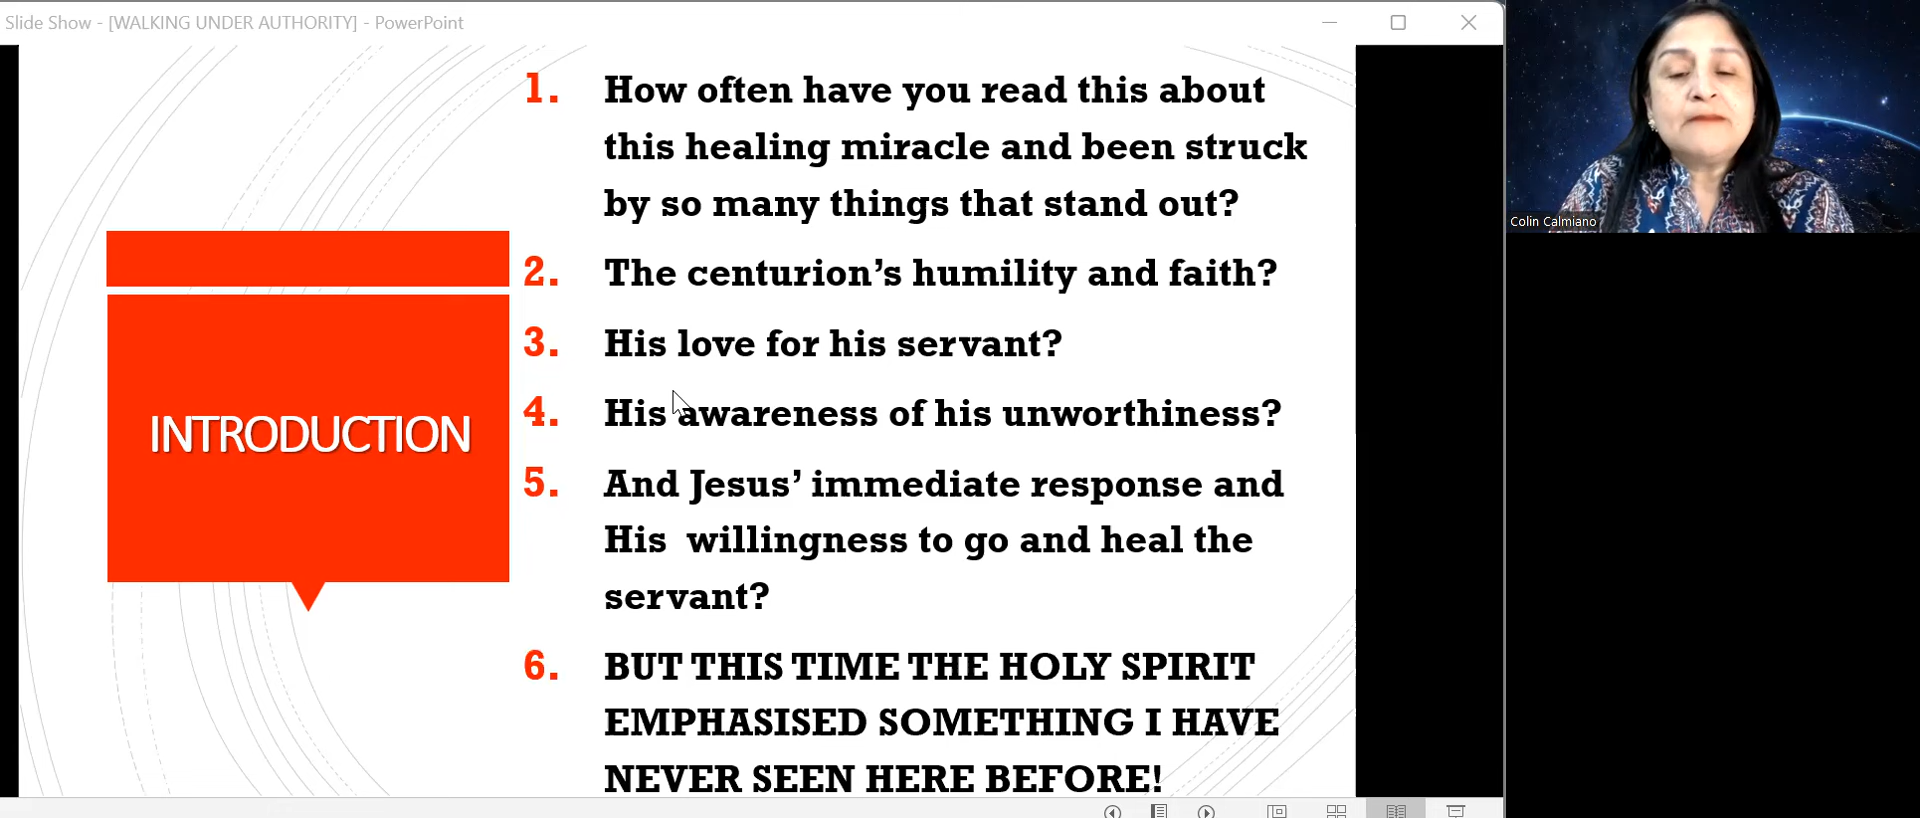 Slide Show - [WALKING UNDER AUTHORITY] - PowerPoint
INTRODUCTION
1. How often have you read this about
this healing miracle and been struck
by so many things that stand out?
2. The centurion’s humility and faith?
3. His love for his servant?
4. His awareness of his unworthiness?
5. And Jesus’ immediate response and
His  willingness to go and heal the
servant?
6. BUT THIS TIME THE HOLY SPIRIT
EMPHASISED SOMETHING I HAVE
NEVER SEEN HERE BEFORE!
Colin Calmiano